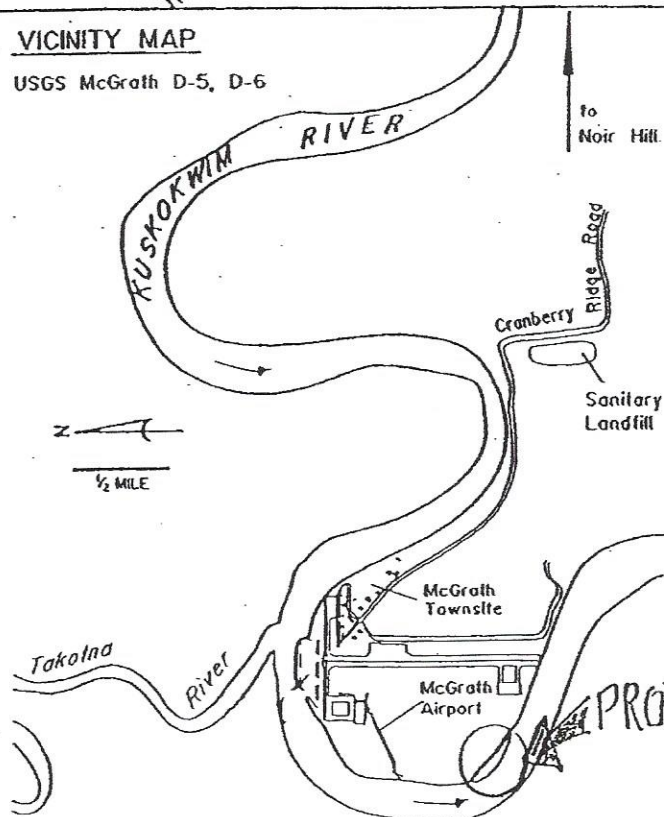 VICINITY MAP
USGS McGrath D-5, D-6
KUSKOKWIM RIVER
to
Noir Hill
Cranberry Ridge Road
Sanitary
Landfill
N
1/2 MILE
McGrath
Townsite
Takotna River
McGrath
Airport
PRO